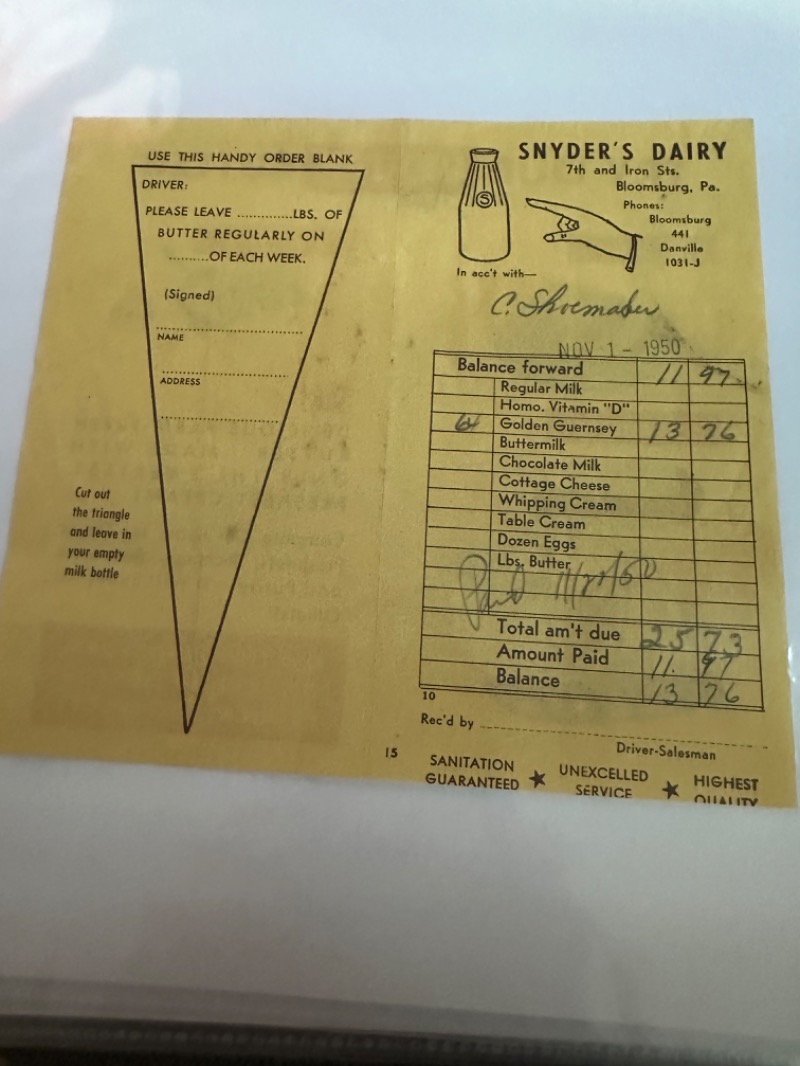 USE THIS HANDY ORDER BLANK
DRIVER:
PLEASE LEAVE .............LBS. OF
BUTTER REGULARLY ON
..........OF EACH WEEK.
(Signed)
NAME
ADDRESS
Cut out
the triangle
and leave in
your empty
milk bottle
15
SNYDER'S DAIRY
7th and Iron Sts.
Bloomsburg, Pa.
Phones:
Bloomsburg
441
Danville
1031-J
S
In acc't with—
C. Shoemaker
NOV 1 - 1950
Balance forward 11 97
Regular Milk
Homo. Vitamin "D"
64 Golden Guernsey 13 76
Buttermilk
Chocolate Milk
Cottage Cheese
Whipping Cream
Table Cream
Dozen Eggs
Lbs. Butter
Paid
Total am't due 25 73
Amount Paid 11. 97
Balance 13 76
10
Rec'd by
Driver-Salesman
SANITATION GUARANTEED ★ UNEXCELLED SERVICE ★ HIGHEST QUALITY